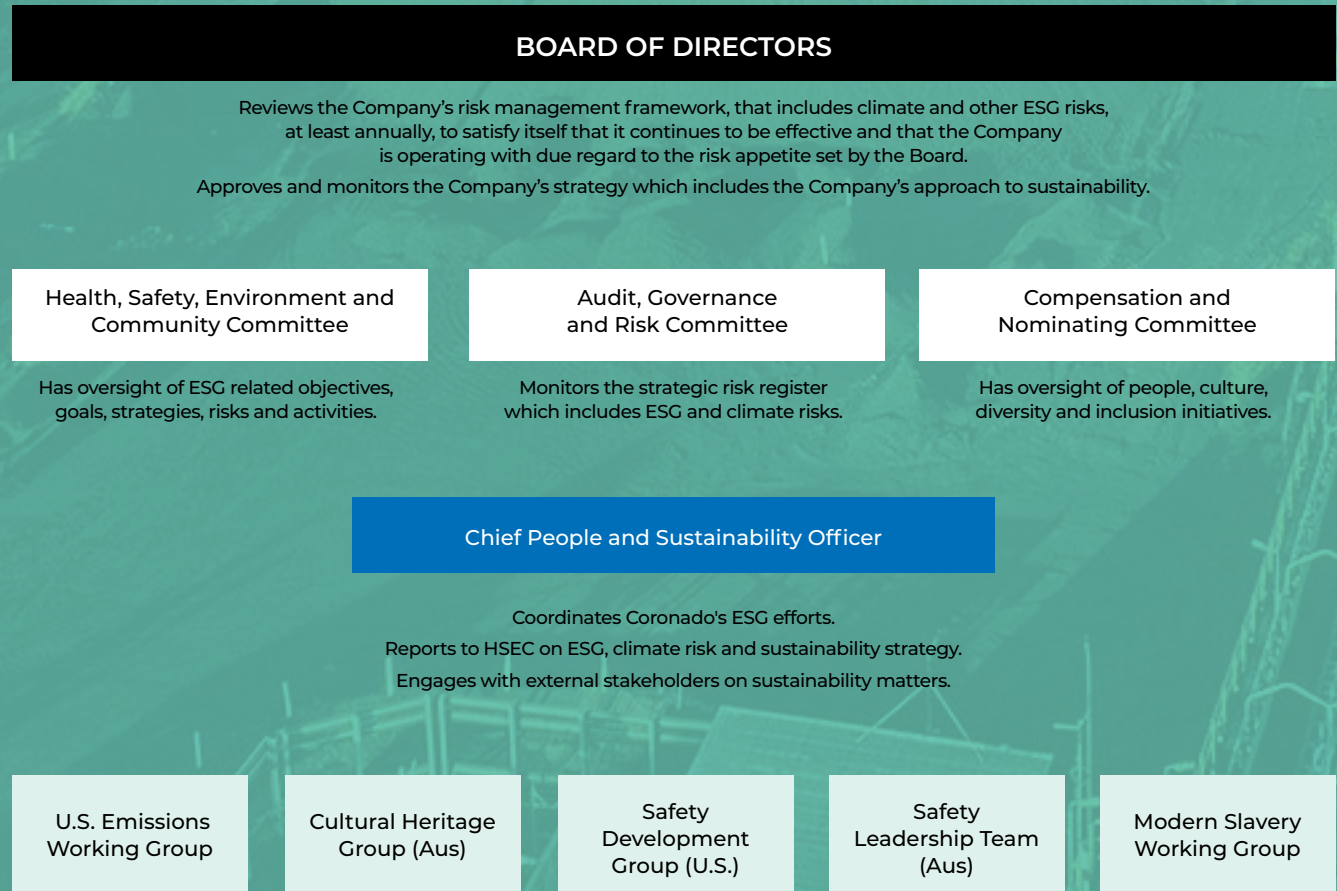 BOARD OF DIRECTORS
Reviews the Company’s risk management framework, that includes climate and other ESG risks,
at least annually, to satisfy itself that it continues to be effective and that the Company
is operating with due regard to the risk appetite set by the Board.
Approves and monitors the Company’s strategy which includes the Company’s approach to sustainability.
Health, Safety, Environment and
Community Committee
Has oversight of ESG related objectives,
goals, strategies, risks and activities.
Audit, Governance
and Risk Committee
Monitors the strategic risk register
which includes ESG and climate risks.
Compensation and
Nominating Committee
Has oversight of people, culture,
diversity and inclusion initiatives.
Chief People and Sustainability Officer
Coordinates Coronado's ESG efforts.
Reports to HSEC on ESG, climate risk and sustainability strategy.
Engages with external stakeholders on sustainability matters.
U.S. Emissions
Working Group
Cultural Heritage
Group (Aus)
Safety
Development
Group (U.S.)
Safety
Leadership Team
(Aus)
Modern Slavery
Working Group